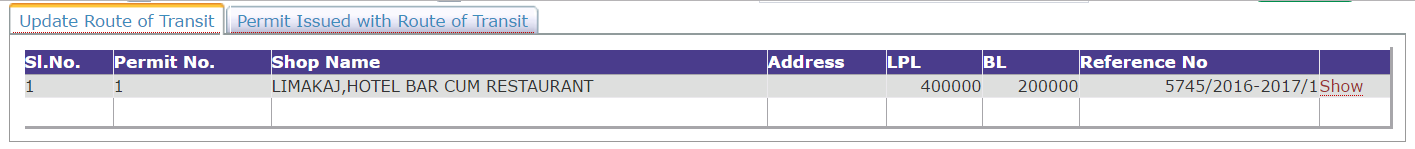 Update Route of Transit Permit Issued with Route of Transit
Sl.No. Permit No. Shop Name Address LPL BL Reference No
1 1 LIMAKAJ,HOTEL BAR CUM RESTAURANT 400000 200000 5745/2016-2017/1 Show